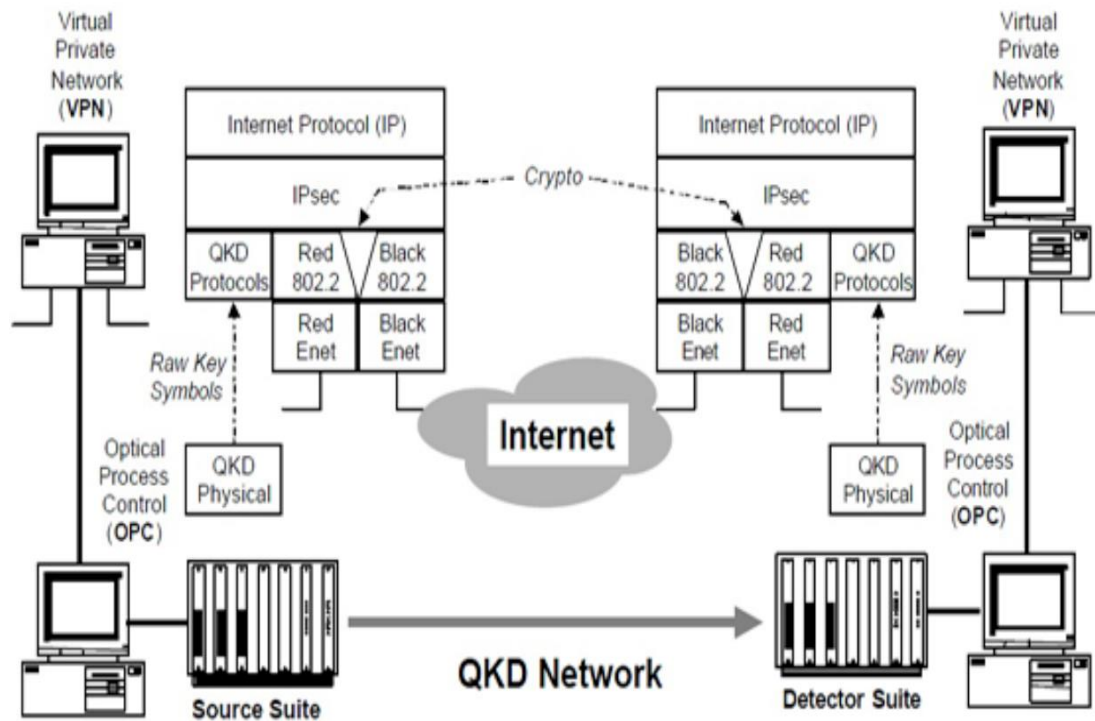 Virtual
Private
Network
(VPN)
Virtual
Private
Network
(VPN)
Internet Protocol (IP)
Internet Protocol (IP)
Crypto
IPsec
IPsec
QKD
Protocols
Red
802.2
Black
802.2
Black
802.2
Red
802.2
QKD
Protocols
Red
Enet
Black
Enet
Black
Enet
Red
Enet
Raw Key
Symbols
Raw Key
Symbols
Internet
Optical
Process
Control
(OPC)
QKD
Physical
QKD
Physical
Optical
Process
Control
(OPC)
QKD Network
Source Suite
Detector Suite